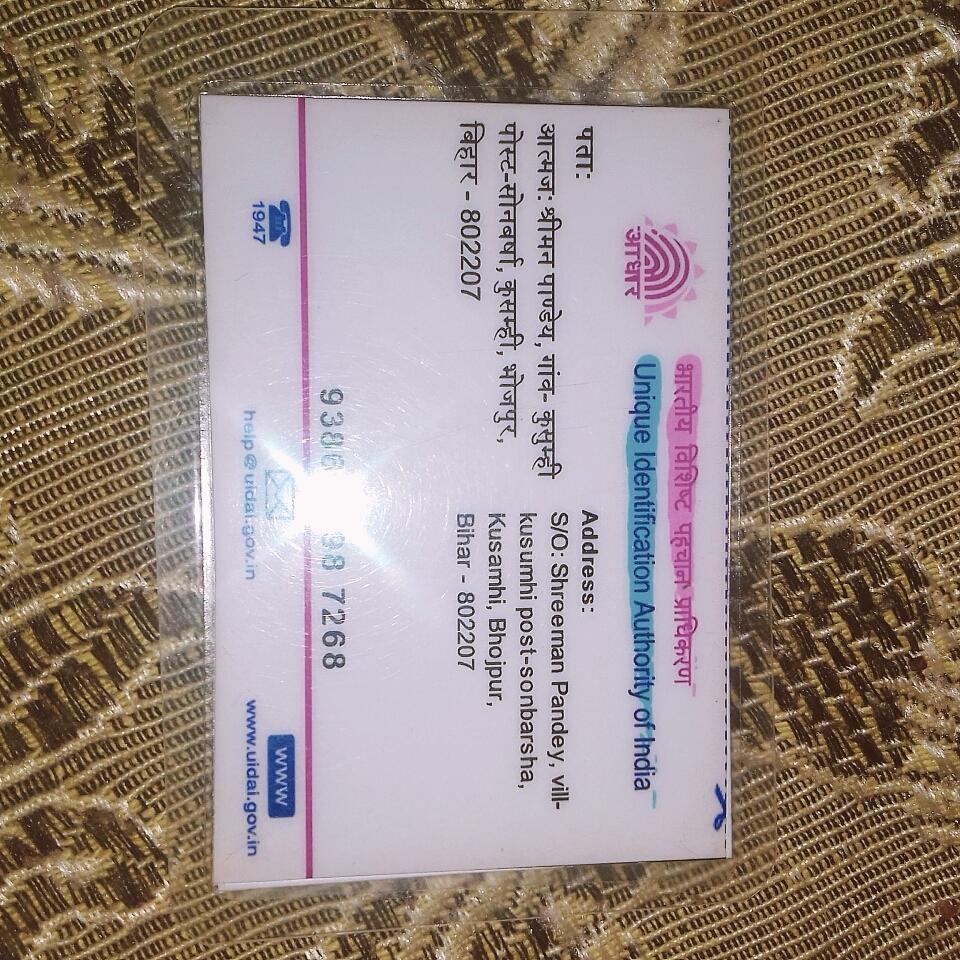 आधार
भारतीय विशिष्ट पहचान प्राधिकरण
Unique Identification Authority of India
पता:
आत्मज: श्रीमन पाण्डेय, गांव- कुसुम्ही
पोस्ट-सोनबर्षा, कुसम्ही, भोजपुर,
बिहार - 802207
Address:
S/O: Shreeman Pandey, vill-
kusumhi post-sonbarsha,
Kusamhi, Bhojpur,
Bihar - 802207
7268
1947
help@uidai.gov.in
www
www.uidai.gov.in